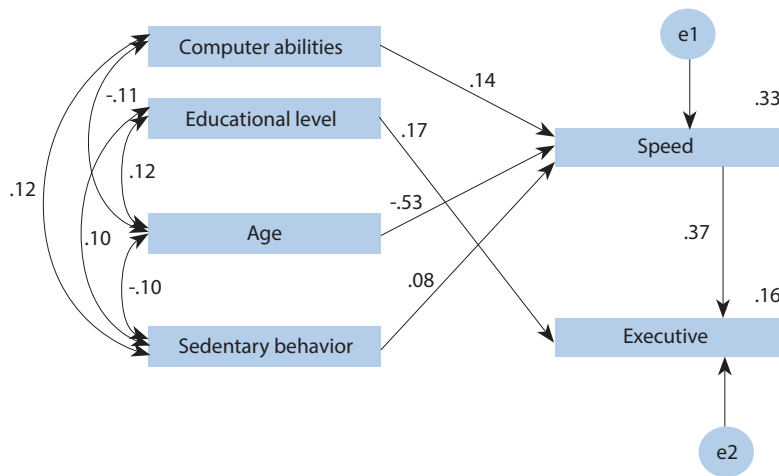 e1
Computer abilities
-.11
.14
.33
Educational level
.17
Speed
.12
.12
Age
-.53
.10
.37
-.10
.08
.16
Sedentary behavior
Executive
e2